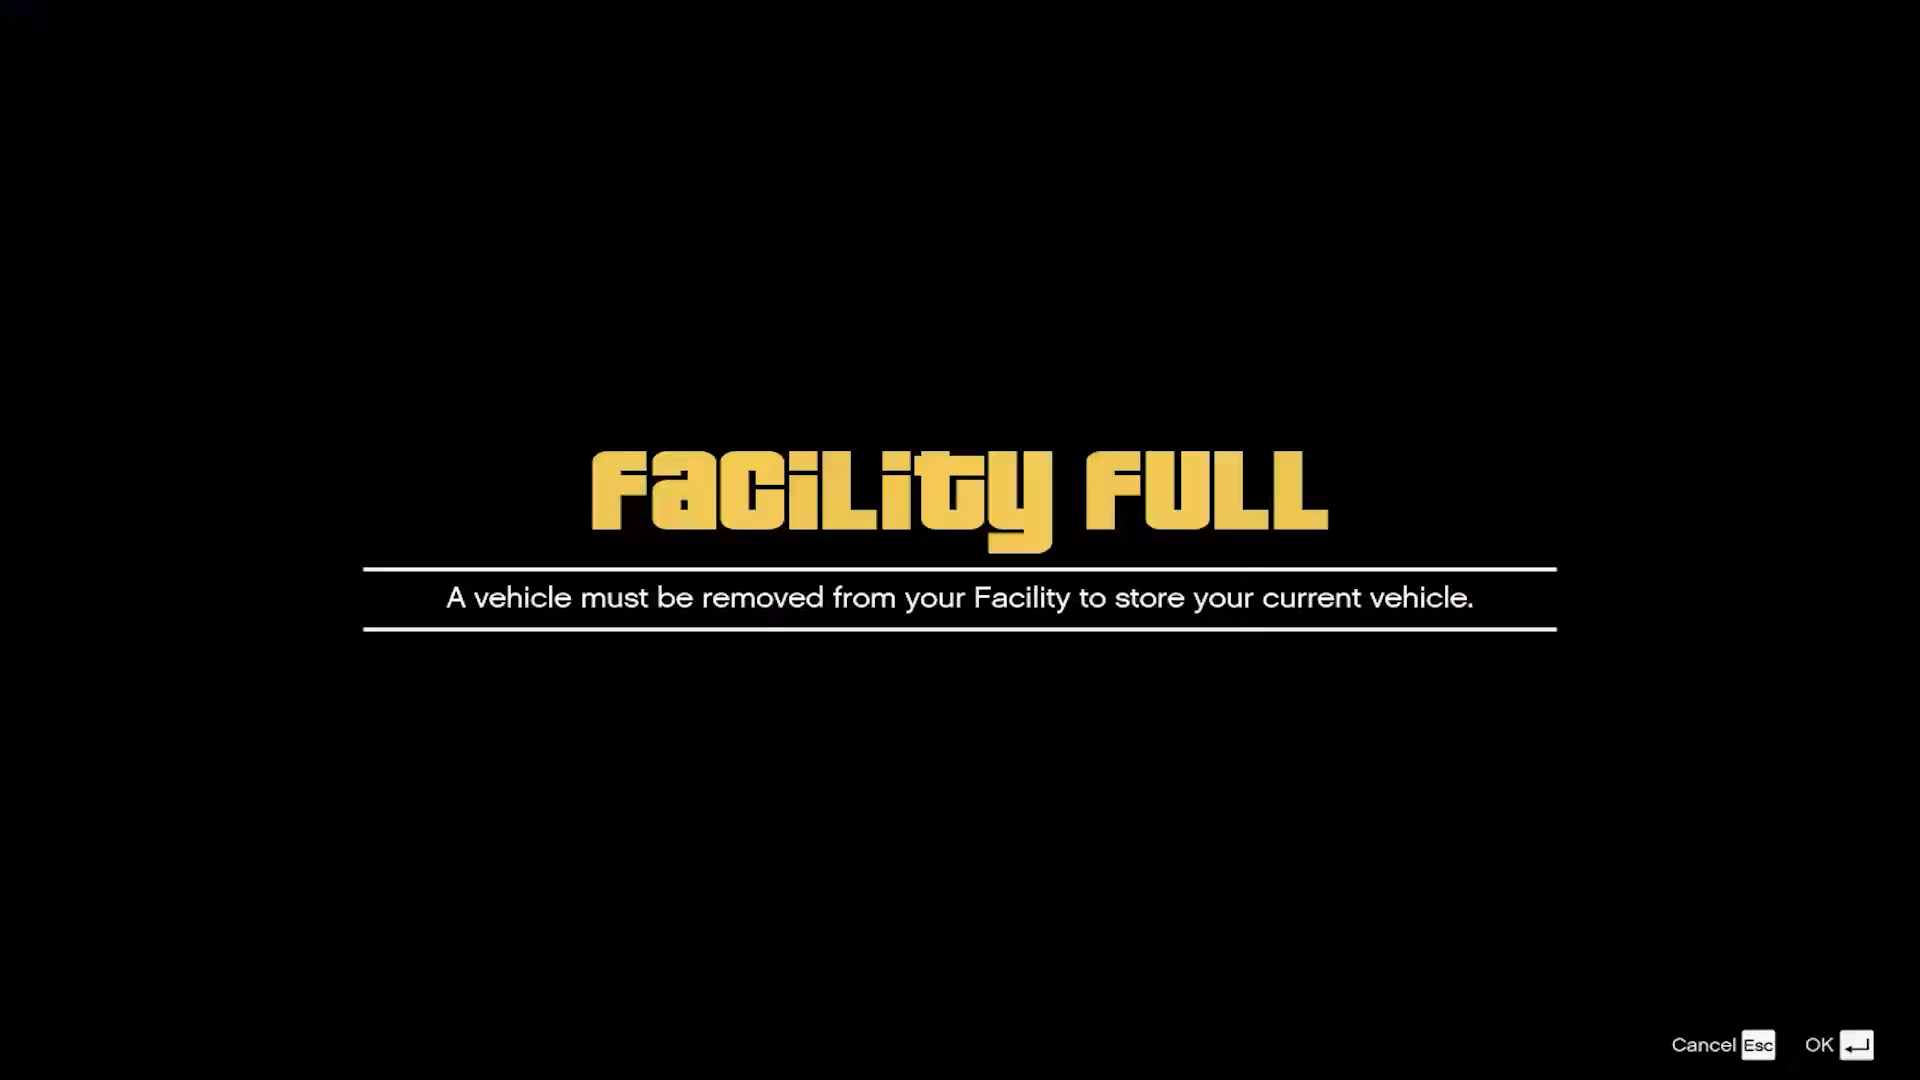 Facility Full
A vehicle must be removed from your Facility to store your current vehicle.
Cancel Esc OK